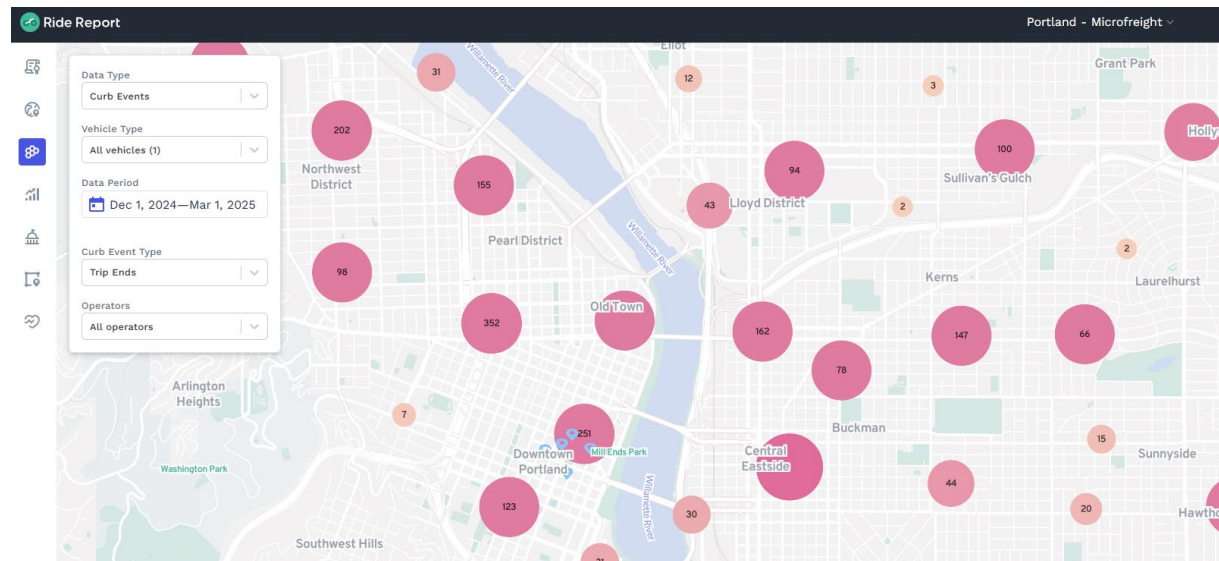 Ride Report
Portland - Microfreight
Data Type
Curb Events
Vehicle Type
All vehicles (1)
Data Period
Dec 1, 2024—Mar 1, 2025
Curb Event Type
Trip Ends
Operators
All operators
Eliot
31
Willamette River
12
3
Grant Park
202
Northwest
District
155
94
100
Sullivan's Gulch
Holly
43
Lloyd District
2
Pearl District
Willamette River
2
98
Kerns
Laurelhurst
Old Town
352
162
147
66
78
Arlington
Heights
7
Buckman
251
Downtown
Portland
Mill Ends Park
Central
Eastside
15
Sunnyside
Washington Park
44
123
Willamette River
30
20
Hawtho
Southwest Hills